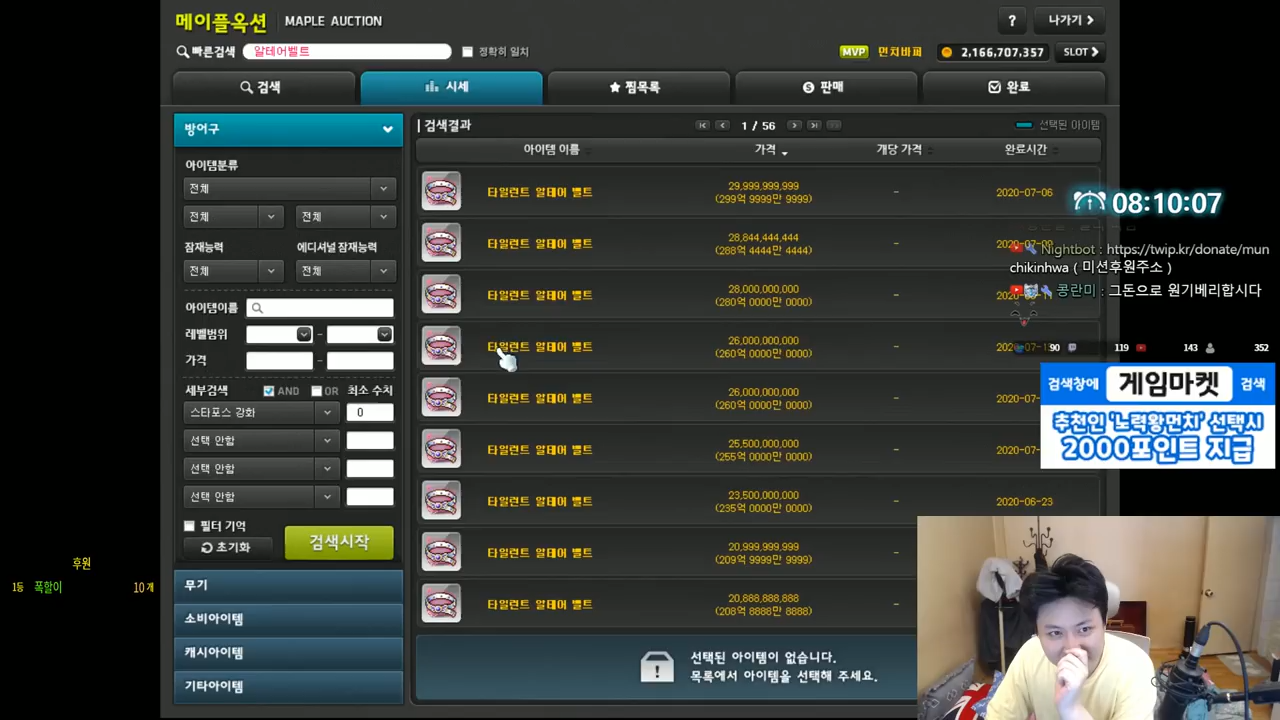 메이플옥션 MAPLE AUCTION
? 나가기
빠른검색 알테어벨트 정확히 일치
MVP 먼치바피 2,166,707,357 SLOT
검색 시세 찜목록 판매 완료
방어구
검색결과 1 / 56 선택된 아이템
아이템 이름 가격 개당 가격 완료시간
아이템분류
전체
전체 전체
잠재능력 에디셔널 잠재능력
전체 전체
아이템이름
레벨범위 -
가격 -
세부검색 AND OR 최소 수치
스타포스 강화 0
선택 안함
선택 안함
선택 안함
필터 기억
초기화 검색시작
무기
소비아이템
캐시아이템
기타아이템
타일런트 알테어 벨트 29,999,999,999 - 2020-07-06
(299억 9999만 9999)
타일런트 알테어 벨트 28,844,444,444 -
(288억 4444만 4444)
타일런트 알테어 벨트 28,000,000,000 -
(280억 0000만 0000)
타일런트 알테어 벨트 26,000,000,000 -
(260억 0000만 0000)
타일런트 알테어 벨트 26,000,000,000 -
(260억 0000만 0000)
타일런트 알테어 벨트 25,500,000,000 -
(255억 0000만 0000)
타일런트 알테어 벨트 23,500,000,000 - 2020-06-23
(235억 0000만 0000)
타일런트 알테어 벨트 20,999,999,999 -
(209억 9999만 9999)
타일런트 알테어 벨트 20,888,888,888 -
(208억 8888만 8888)
선택된 아이템이 없습니다.
목록에서 아이템을 선택해 주세요.
08:10:07
Nightbot : https://twip.kr/donate/mun
chikinhwa ( 미션후원주소 )
콩란미 : 그돈으로 원기베리합시다
90 119 143 352
검색창에 게임마켓 검색
추천인 '노력왕먼치' 선택시
2000포인트 지급
후원
1등 폭할이 10개